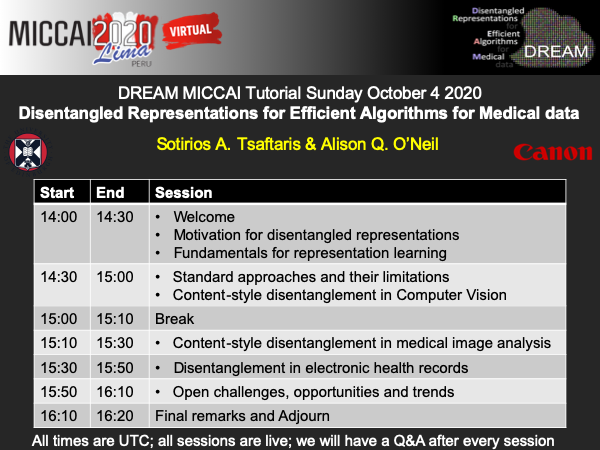 MICCAI 2020 VIRTUAL
Lima
PERU
Disentangled
Representations
for
Efficient
Algorithms
for
Medical
data
DREAM
DREAM MICCAI Tutorial Sunday October 4 2020
Disentangled Representations for Efficient Algorithms for Medical data
Sotirios A. Tsaftaris & Alison Q. O'Neil
Canon
Start End Session
14:00 14:30 • Welcome
• Motivation for disentangled representations
• Fundamentals for representation learning
14:30 15:00 • Standard approaches and their limitations
• Content-style disentanglement in Computer Vision
15:00 15:10 Break
15:10 15:30 • Content-style disentanglement in medical image analysis
15:30 15:50 • Disentanglement in electronic health records
15:50 16:10 • Open challenges, opportunities and trends
16:10 16:20 Final remarks and Adjourn
All times are UTC; all sessions are live; we will have a Q&A after every session